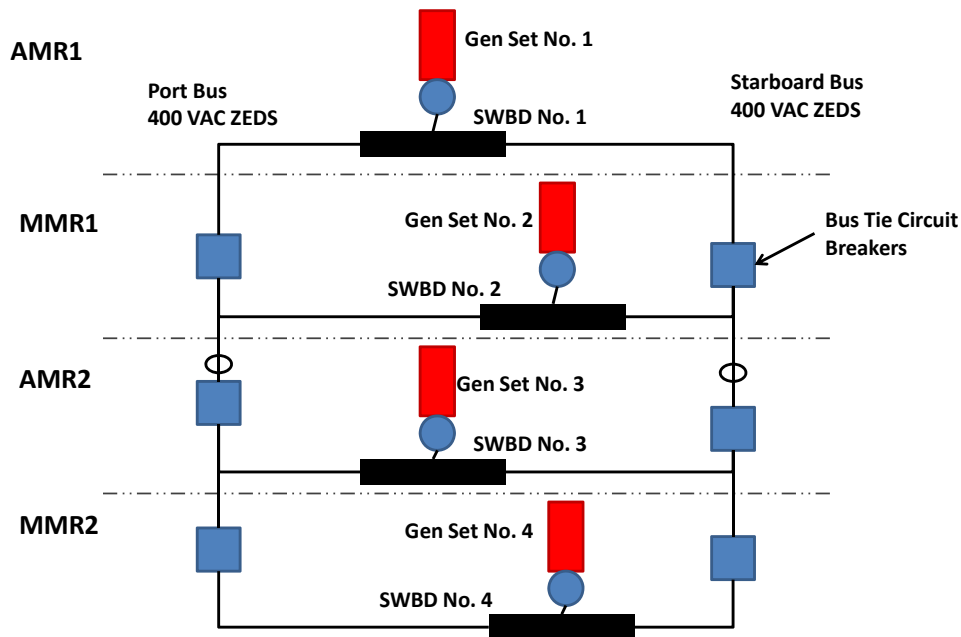 AMR1
Gen Set No. 1
Port Bus
400 VAC ZEDS
Starboard Bus
400 VAC ZEDS
SWBD No. 1
MMR1
Gen Set No. 2
Bus Tie Circuit
Breakers
SWBD No. 2
AMR2
Gen Set No. 3
SWBD No. 3
MMR2
Gen Set No. 4
SWBD No. 4